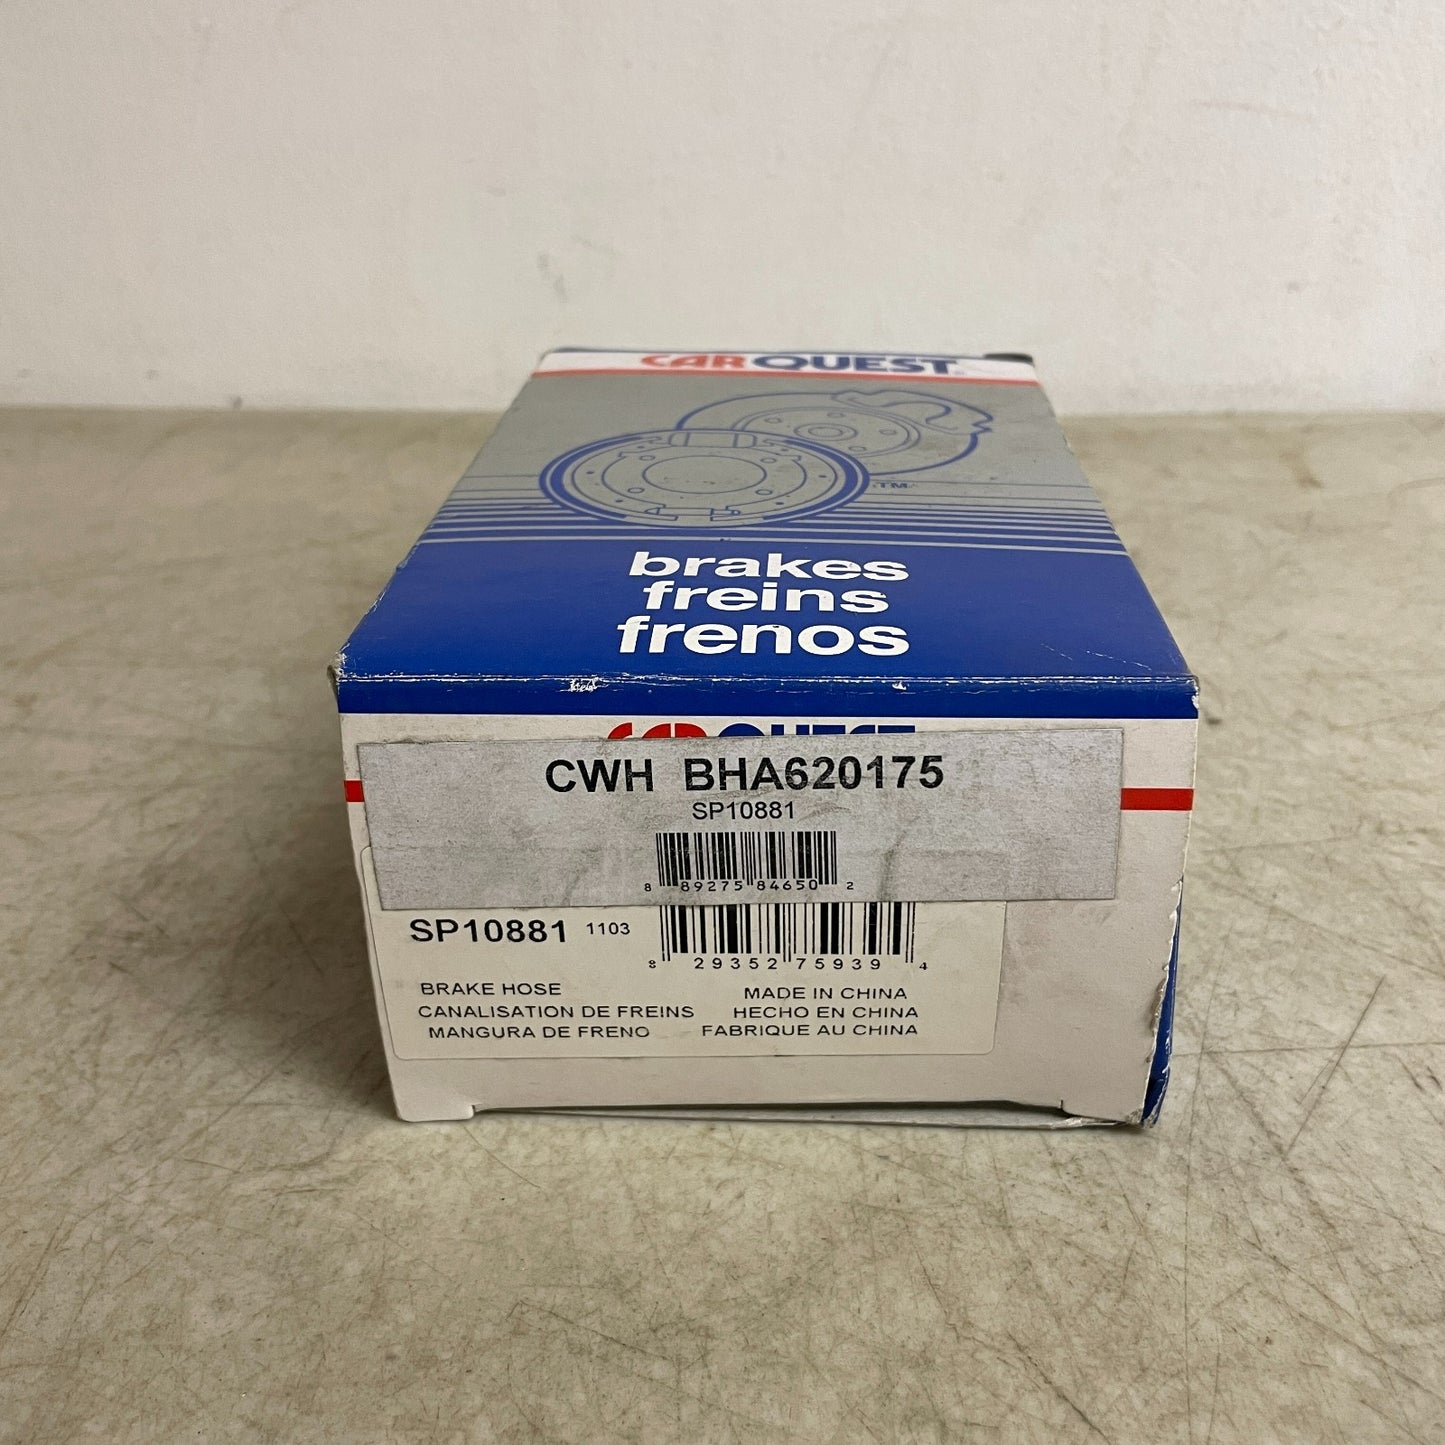 CARQUEST
TM
brakes
freins
frenos
CARQUEST
CWH BHA620175
SP10881
8 89275 84650 2
SP10881 1103
8 29352 75939 4
BRAKE HOSE
CANALISATION DE FREINS
MANGURA DE FRENO
MADE IN CHINA
HECHO EN CHINA
FABRIQUE AU CHINA